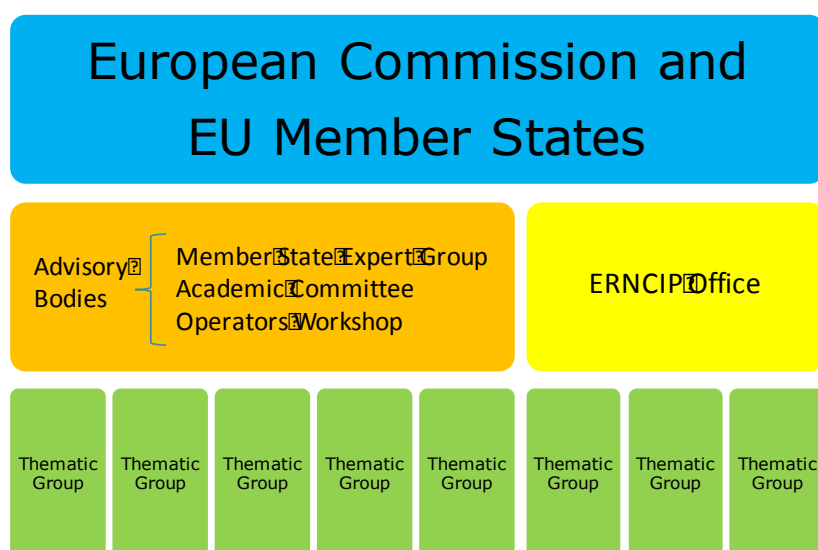 European Commission and
EU Member States
Advisory
Bodies
Member State Expert Group
Academic Committee
Operators Workshop
ERNCIP Office
Thematic
Group
Thematic
Group
Thematic
Group
Thematic
Group
Thematic
Group
Thematic
Group
Thematic
Group
Thematic
Group